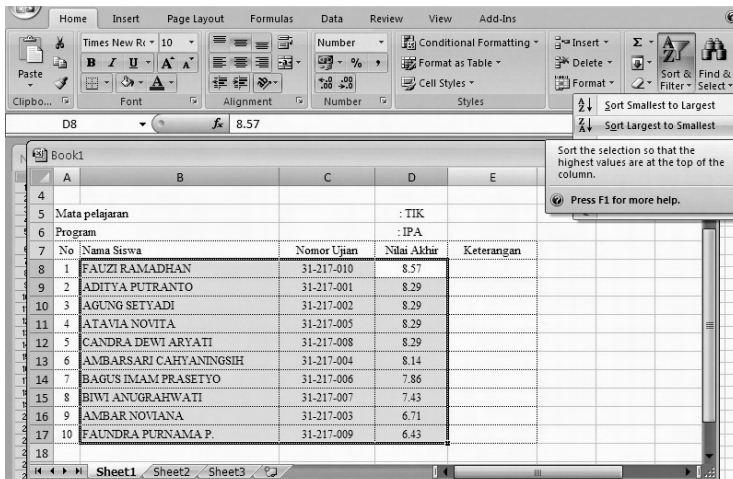 Home Insert Page Layout Formulas Data Review View Add-Ins
Times New Ro 10 Number Conditional Formatting Insert Σ
Paste B I U A A % , Format as Table Delete Sort & Find &
A .0 .00 .00 .0 Cell Styles Format Filter Select
Clipbo... Font Alignment Number Styles
Sort Smallest to Largest
D8 fx 8.57
Sort Largest to Smallest
Sort the selection so that the
highest values are at the top of the
column.
Press F1 for more help.
Book1
A B C D E
4
5 Mata pelajaran : TIK
6 Program : IPA
7 No Nama Siswa Nomor Ujian Nilai Akhir Keterangan
8 1 FAUZI RAMADHAN 31-217-010 8.57
9 2 ADITYA PUTRANTO 31-217-001 8.29
10 3 AGUNG SETYADI 31-217-002 8.29
11 4 ATAVIA NOVITA 31-217-005 8.29
12 5 CANDRA DEWI ARYATI 31-217-008 8.29
13 6 AMBARSARI CAHYANINGSIH 31-217-004 8.14
14 7 BAGUS IMAM PRASETYO 31-217-006 7.86
15 8 BIWI ANUGRAHWATI 31-217-007 7.43
16 9 AMBAR NOVIANA 31-217-003 6.71
17 10 FAUNDRA PURNAMA P. 31-217-009 6.43
18
Sheet1 Sheet2 Sheet3